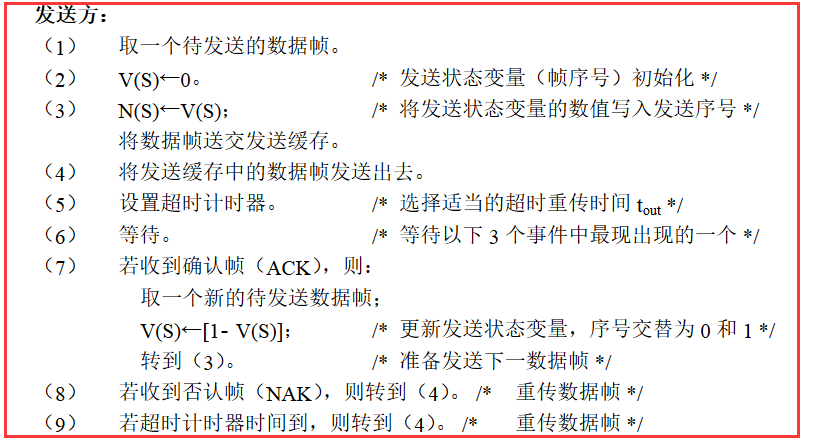 发送方：
（1） 取一个待发送的数据帧。
（2） V(S)←0。 /* 发送状态变量（帧序号）初始化 */
（3） N(S)←V(S)； /* 将发送状态变量的数值写入发送序号 */
将数据帧送交发送缓存。
（4） 将发送缓存中的数据帧发送出去。
（5） 设置超时计时器。 /* 选择适当的超时重传时间 tout */
（6） 等待。 /* 等待以下 3 个事件中最现出现的一个 */
（7） 若收到确认帧（ACK），则：
取一个新的待发送数据帧；
V(S)←[1- V(S)]； /* 更新发送状态变量，序号交替为 0 和 1 */
转到（3）。 /* 准备发送下一数据帧 */
（8） 若收到否认帧（NAK），则转到（4）。 /* 重传数据帧 */
（9） 若超时计时器时间到，则转到（4）。 /* 重传数据帧 */